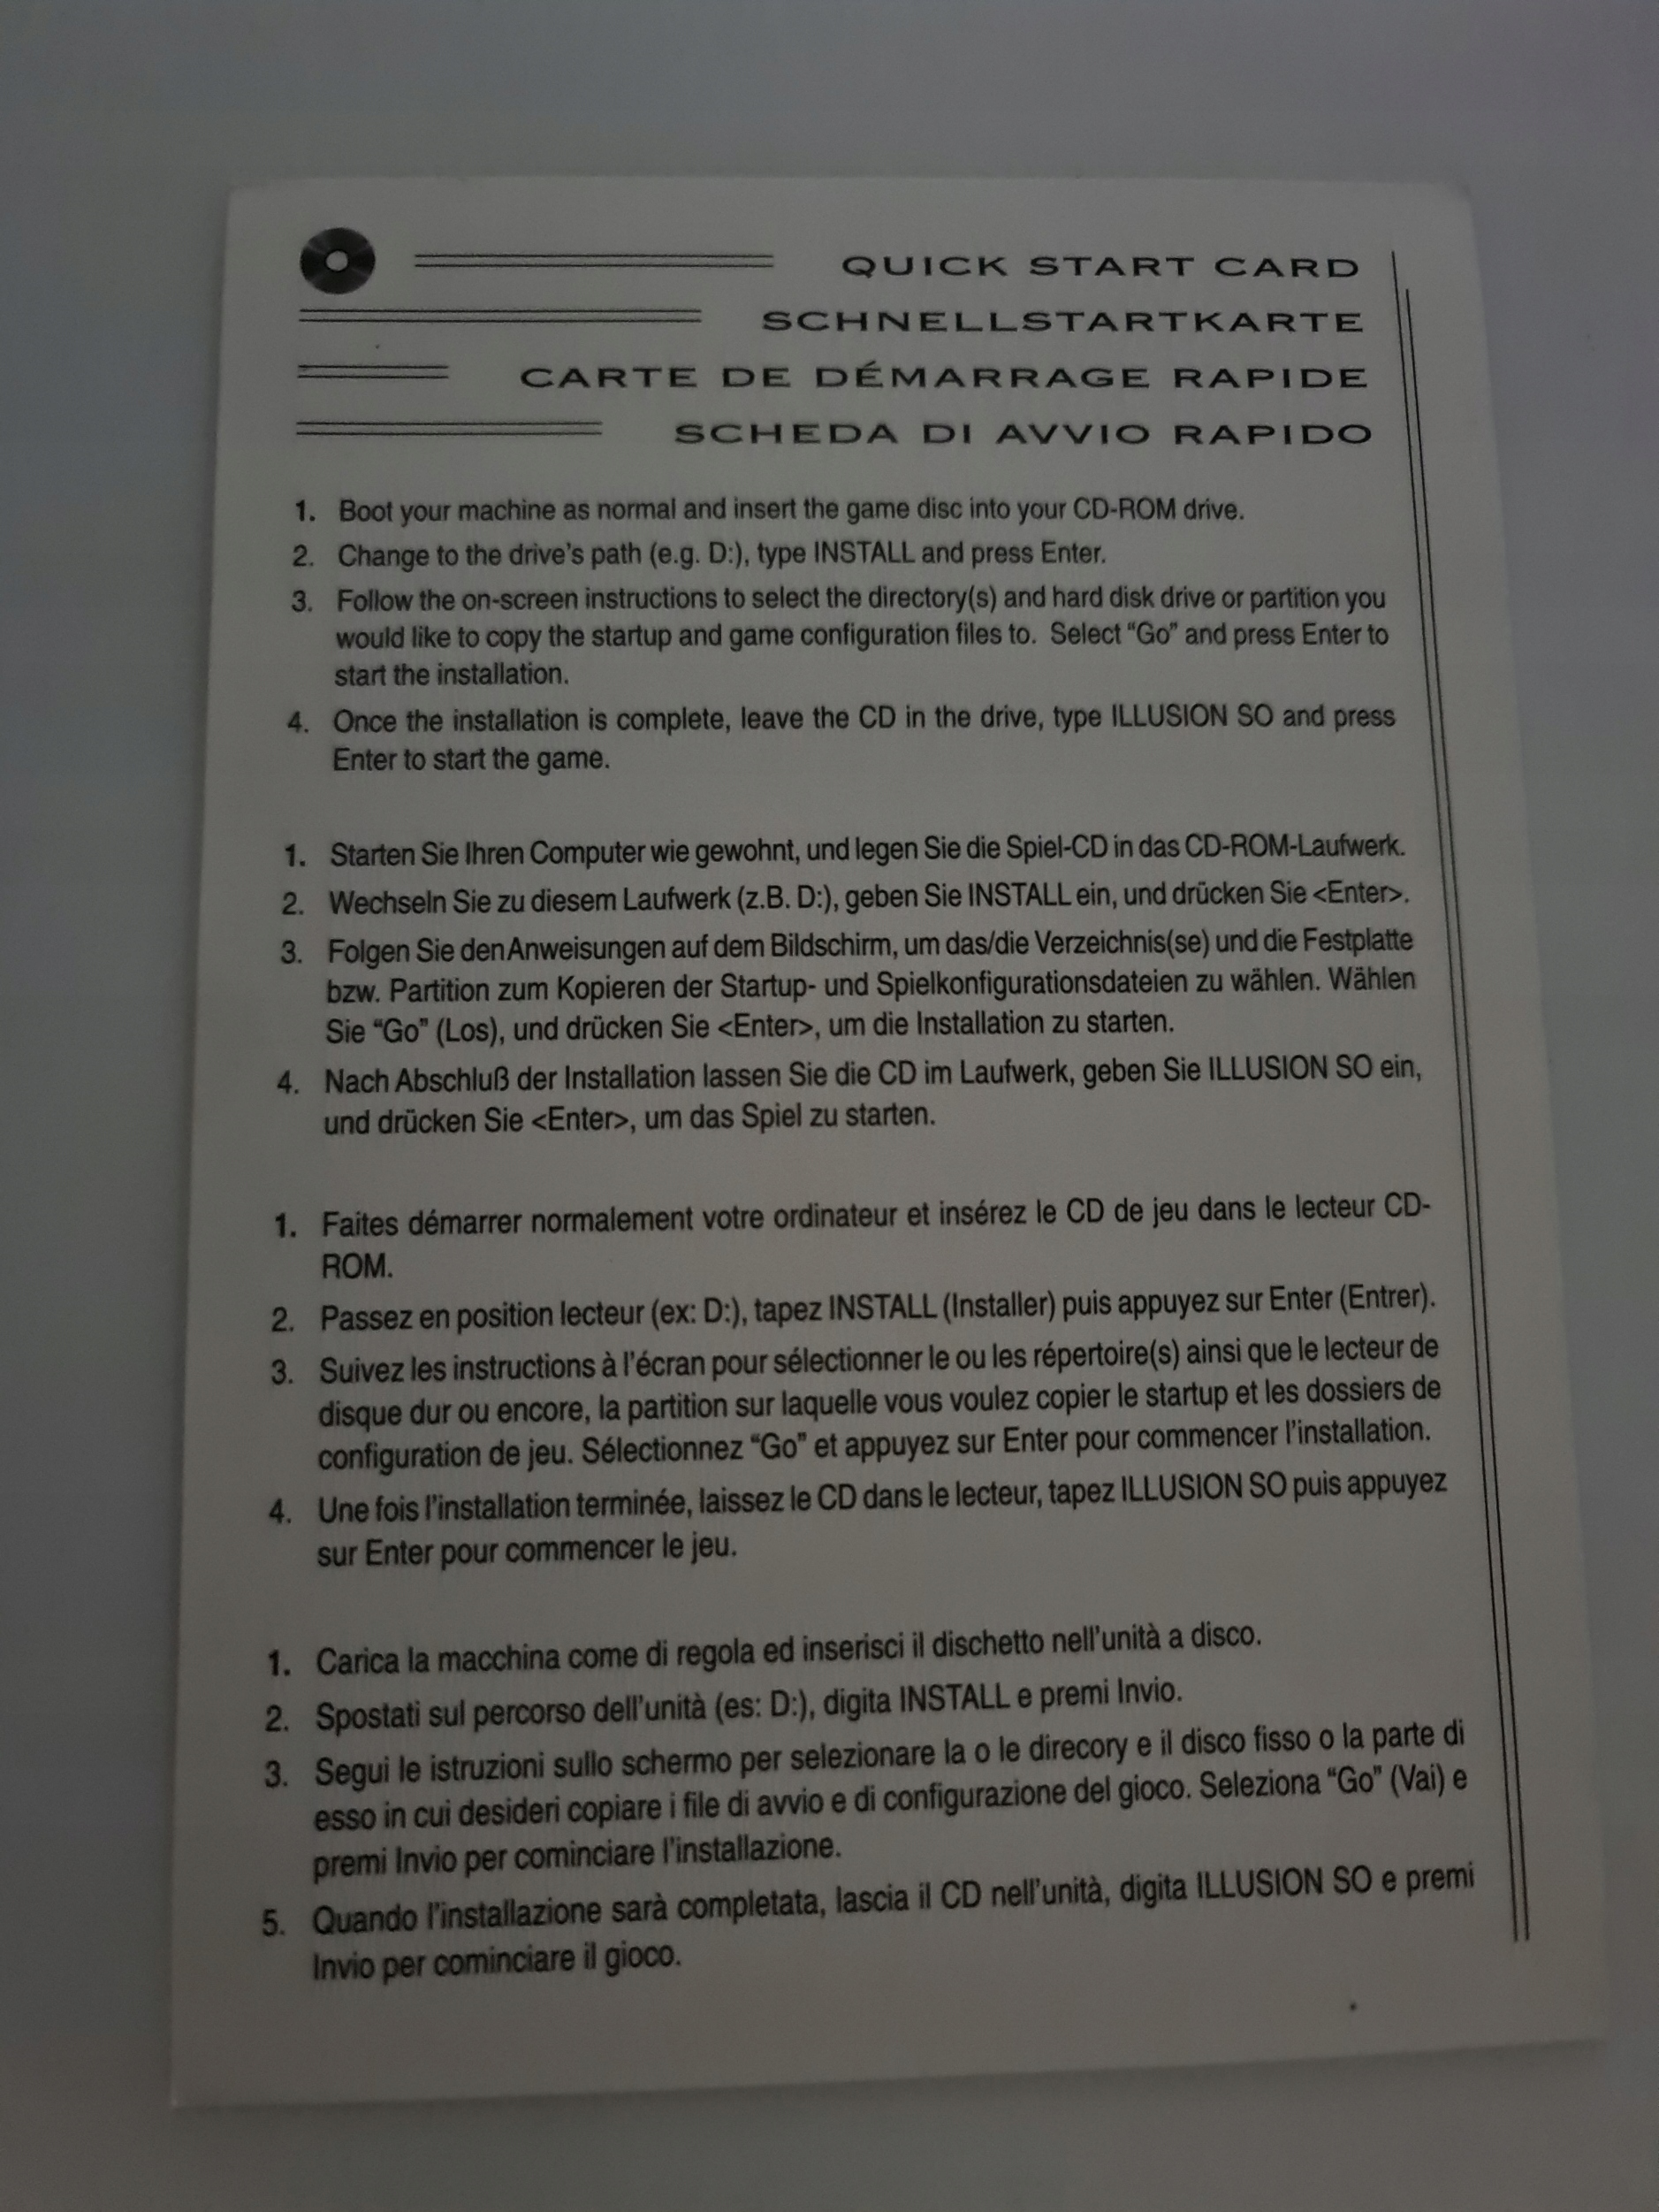 QUICK START CARD
SCHNELLSTARTKARTE
CARTE DE DÉMARRAGE RAPIDE
SCHEDA DI AVVIO RAPIDO
1. Boot your machine as normal and insert the game disc into your CD-ROM drive.
2. Change to the drive's path (e.g. D:), type INSTALL and press Enter.
3. Follow the on-screen instructions to select the directory(s) and hard disk drive or partition you
would like to copy the startup and game configuration files to. Select “Go” and press Enter to
start the installation.
4. Once the installation is complete, leave the CD in the drive, type ILLUSION SO and press
Enter to start the game.
1. Starten Sie Ihren Computer wie gewohnt, und legen Sie die Spiel-CD in das CD-ROM-Laufwerk.
2. Wechseln Sie zu diesem Laufwerk (z.B. D:), geben Sie INSTALL ein, und drücken Sie <Enter>.
3. Folgen Sie den Anweisungen auf dem Bildschirm, um das/die Verzeichnis(se) und die Festplatte
bzw. Partition zum Kopieren der Startup- und Spielkonfigurationsdateien zu wählen. Wählen
Sie “Go” (Los), und drücken Sie <Enter>, um die Installation zu starten.
4. Nach Abschluß der Installation lassen Sie die CD im Laufwerk, geben Sie ILLUSION SO ein,
und drücken Sie <Enter>, um das Spiel zu starten.
1. Faites démarrer normalement votre ordinateur et insérez le CD de jeu dans le lecteur CD-
ROM.
2. Passez en position lecteur (ex: D:), tapez INSTALL (Installer) puis appuyez sur Enter (Entrer).
3. Suivez les instructions à l'écran pour sélectionner le ou les répertoire(s) ainsi que le lecteur de
disque dur ou encore, la partition sur laquelle vous voulez copier le startup et les dossiers de
configuration de jeu. Sélectionnez “Go” et appuyez sur Enter pour commencer l'installation.
4. Une fois l'installation terminée, laissez le CD dans le lecteur, tapez ILLUSION SO puis appuyez
sur Enter pour commencer le jeu.
1. Carica la macchina come di regola ed inserisci il dischetto nell'unità a disco.
2. Spostati sul percorso dell'unità (es: D:), digita INSTALL e premi Invio.
3. Segui le istruzioni sullo schermo per selezionare la o le direcory e il disco fisso o la parte di
esso in cui desideri copiare i file di avvio e di configurazione del gioco. Seleziona “Go” (Vai) e
premi Invio per cominciare l'installazione.
5. Quando l'installazione sarà completata, lascia il CD nell'unità, digita ILLUSION SO e premi
Invio per cominciare il gioco.